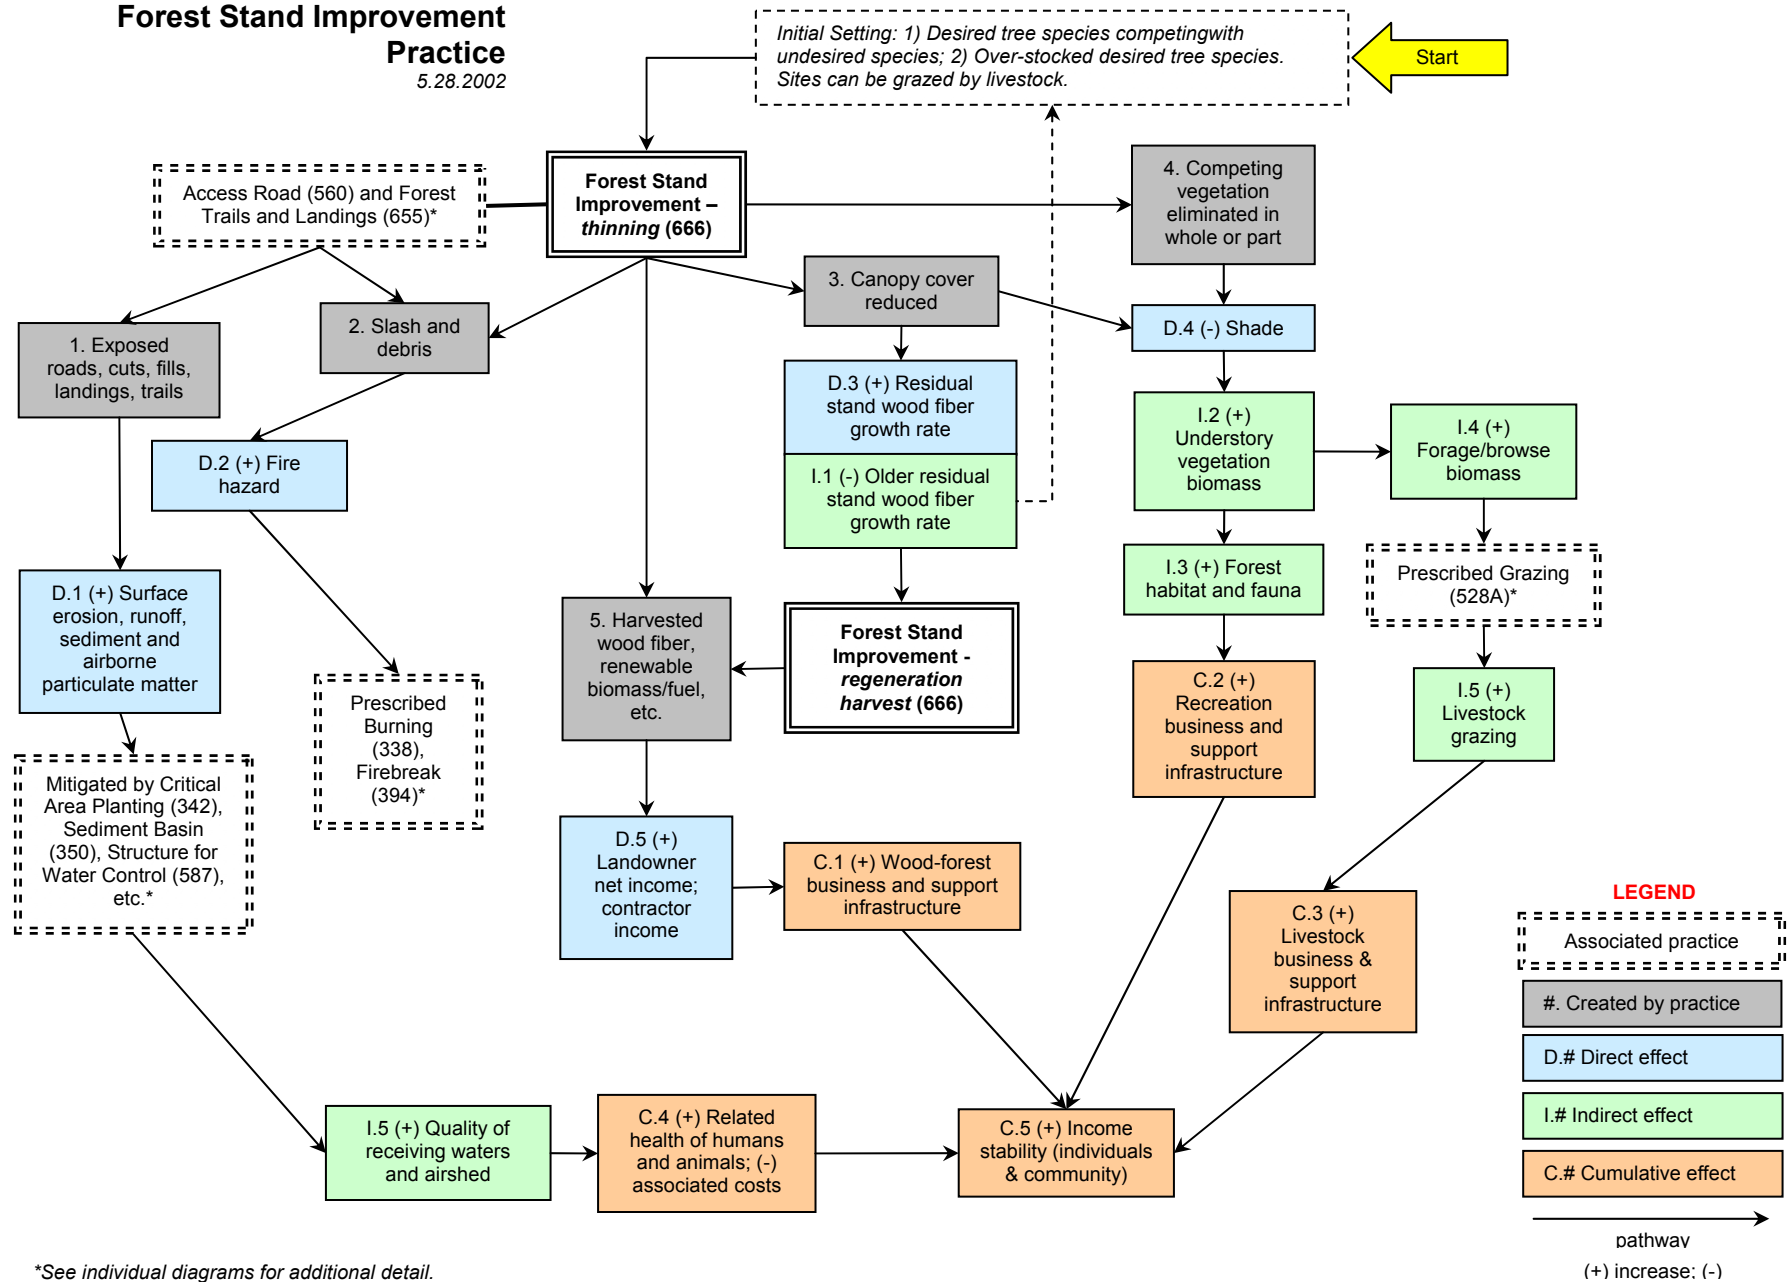 Forest Stand Improvement
Practice
5.28.2002
Initial Setting: 1) Desired tree species competingwith
undesired species; 2) Over-stocked desired tree species.
Sites can be grazed by livestock.
Start
Access Road (560) and Forest
Trails and Landings (655)*
Forest Stand
Improvement –
thinning (666)
4. Competing
vegetation
eliminated in
whole or part
3. Canopy cover
reduced
2. Slash and
debris
1. Exposed
roads, cuts, fills,
landings, trails
D.4 (-) Shade
D.3 (+) Residual
stand wood fiber
growth rate
I.1 (-) Older residual
stand wood fiber
growth rate
I.2 (+)
Understory
vegetation
biomass
I.4 (+)
Forage/browse
biomass
D.2 (+) Fire
hazard
D.1 (+) Surface
erosion, runoff,
sediment and
airborne
particulate matter
I.3 (+) Forest
habitat and fauna
Prescribed Grazing
(528A)*
5. Harvested
wood fiber,
renewable
biomass/fuel,
etc.
Forest Stand
Improvement -
regeneration
harvest (666)
C.2 (+)
Recreation
business and
support
infrastructure
I.5 (+)
Livestock
grazing
Prescribed
Burning
(338),
Firebreak
(394)*
Mitigated by Critical
Area Planting (342),
Sediment Basin
(350), Structure for
Water Control (587),
etc.*
D.5 (+)
Landowner
net income;
contractor
income
C.1 (+) Wood-forest
business and support
infrastructure
C.3 (+)
Livestock
business &
support
infrastructure
I.5 (+) Quality of
receiving waters
and airshed
C.4 (+) Related
health of humans
and animals; (-)
associated costs
C.5 (+) Income
stability (individuals
& community)
LEGEND
Associated practice
#. Created by practice
D.# Direct effect
I.# Indirect effect
C.# Cumulative effect
pathway
(+) increase; (-)
*See individual diagrams for additional detail.